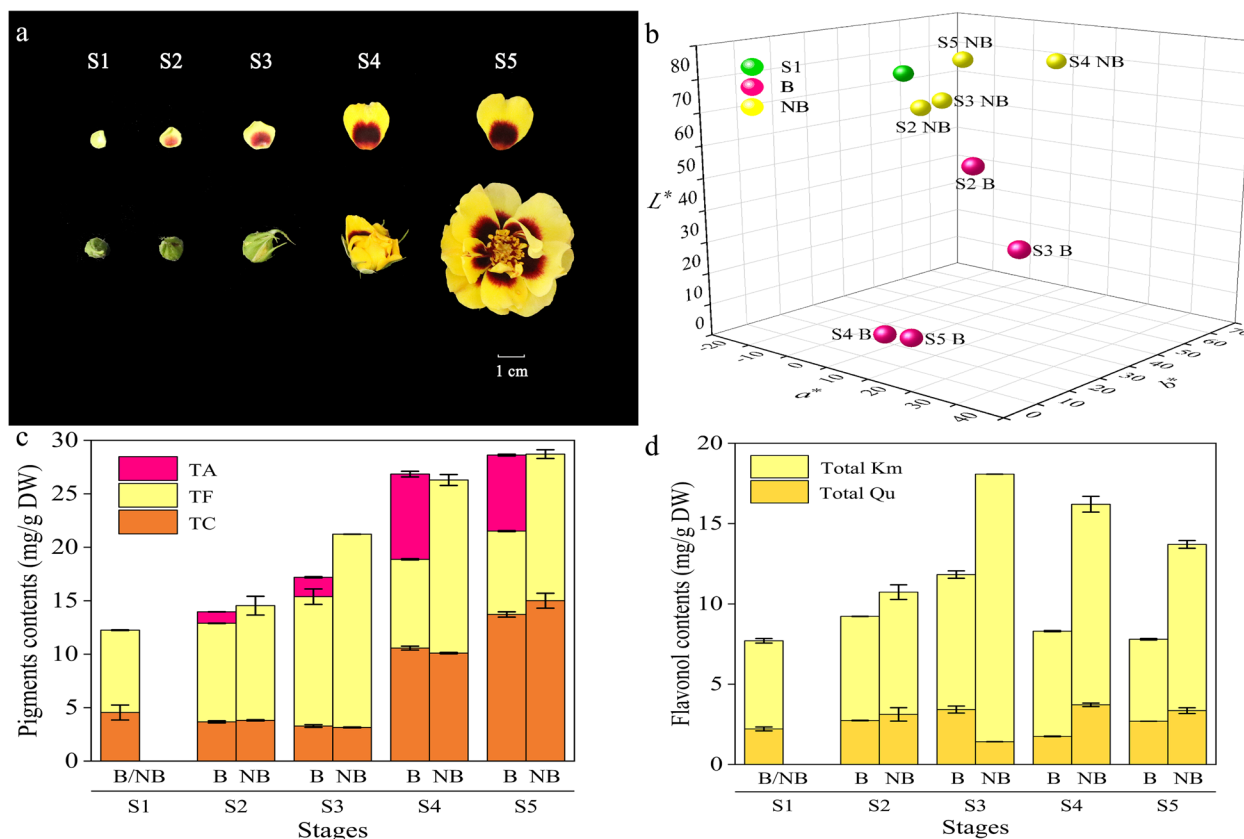 a
S1 S2 S3 S4 S5
1 cm
b
S1
B
NB
S5 NB
S4 NB
S3 NB
S2 NB
S2 B
S3 B
S4 B
S5 B
L*
80
70
60
50
40
30
20
10
0
-20 -10 0 10 20 30 40
a*
0 10 20 30 40 50 60
b*
c
Pigments contents (mg/g DW)
30
25
20
15
10
5
0
TA
TF
TC
B/NB B NB B NB B NB B NB
S1 S2 S3 S4 S5
Stages
d
Flavonol contents (mg/g DW)
20
15
10
5
0
Total Km
Total Qu
B/NB B NB B NB B NB B NB
S1 S2 S3 S4 S5
Stages